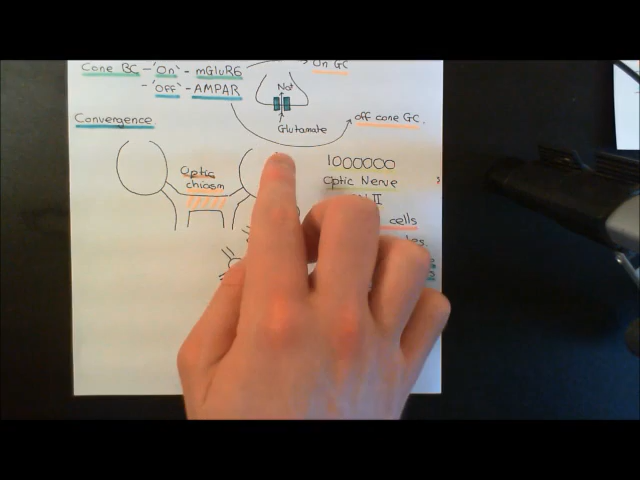 Cone BC - 'On' - mGluR6
On GC
- 'Off' - AMPAR
Na+
Convergence
Glutamate
off cone GC.
Optic
chiasm
1000000
Optic Nerve
II
cells